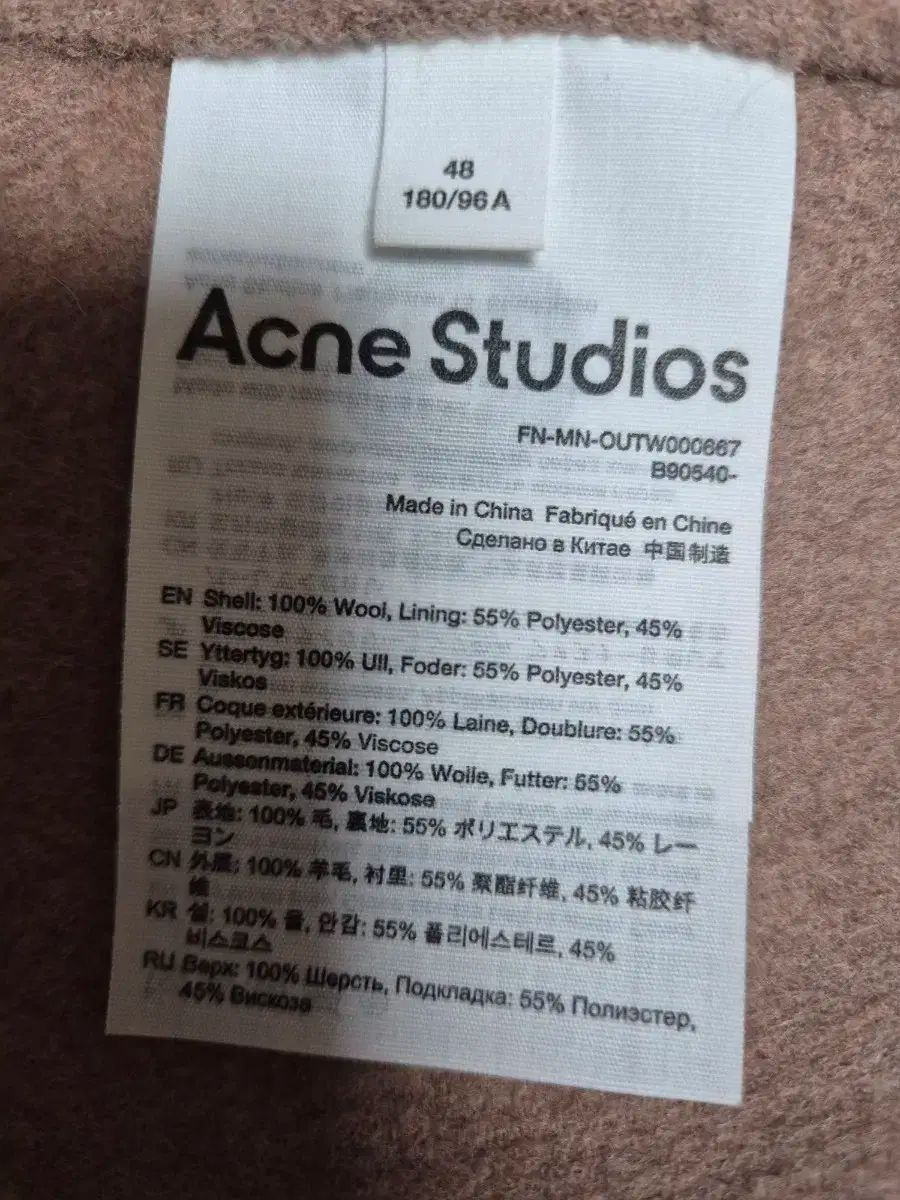 48
180/96 A
Acne Studios
FN-MN-OUTW000667
B90540-
Made in China Fabriqué en Chine
Сделано в Китае 中国制造
EN Shell: 100% Wool, Lining: 55% Polyester, 45%
Viscose
SE Yttertyg: 100% Ull, Foder: 55% Polyester, 45%
Viskos
FR Coque extérieure: 100% Laine, Doublure: 55%
Polyester, 45% Viscose
DE Aussenmaterial: 100% Wolle, Futter: 55%
Polyester, 45% Viskose
JP 表地: 100% 毛, 裏地: 55% ポリエステル, 45% レー
ヨン
CN 外层: 100% 羊毛, 衬里: 55% 聚酯纤维, 45% 粘胶纤
维
KR 쉘: 100% 울, 안감: 55% 폴리에스테르, 45%
비스코스
RU Верх: 100% Шерсть, Подкладка: 55% Полиэстер,
45% Вискоза